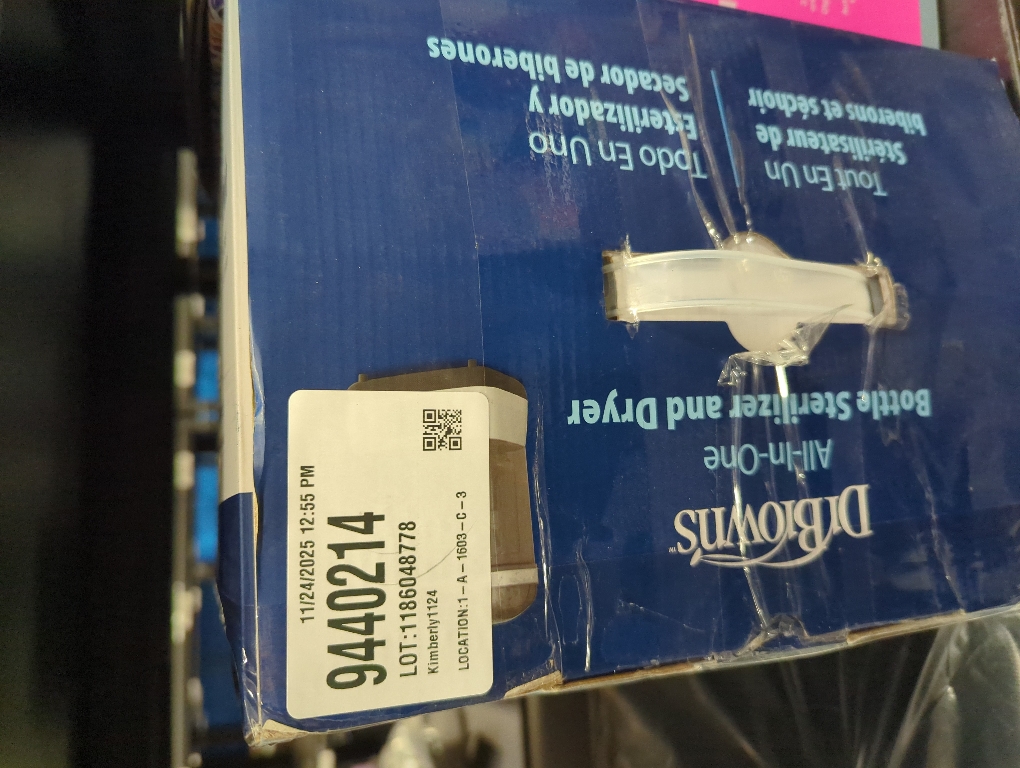 Dr Brown's™
All-In-One
Bottle Sterilizer and Dryer
Tout En Un
Stérilisateur de
biberons et séchoir
Todo En Uno
Esterilizador y
Secador de biberones
11/24/2025 12:55 PM
9440214
LOT:1186048778
Kimberly1124
LOCATION:1-A-1603-C-3